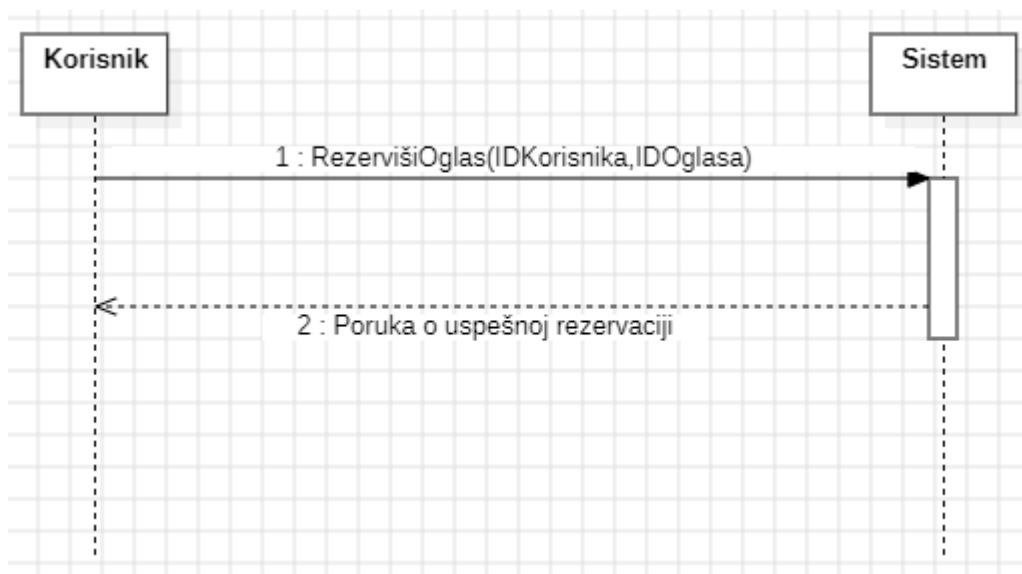 Korisnik
Sistem
1 : RezervišiOglas(IDKorisnika,IDOglasa)
2 : Poruka o uspešnoj rezervaciji